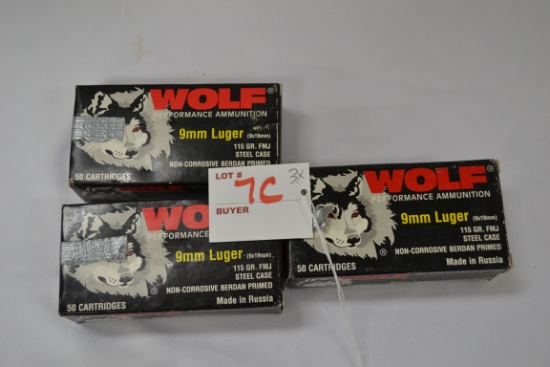 WOLF®
PERFORMANCE AMMUNITION
9mm Luger (9x19mm)
115 GR. FMJ
STEEL CASE
NON-CORROSIVE BERDAN PRIMED
50 CARTRIDGES
LOT #
7C
3x
BUYER
WO
PERFORMANCE
9mm Luger (9x19mm)
115 GR. FMJ
STEEL CASE
NON-CORROSIVE BERDAN PRIMED
50 CARTRIDGES
Made in Russia
WOLF
PERFORMANCE AMMUNITION
9mm Luger (9x19mm)
115 GR. FMJ
STEEL CASE
NON-CORROSIVE BERDAN PRIMED
50 CARTRIDGES
Made in Russia